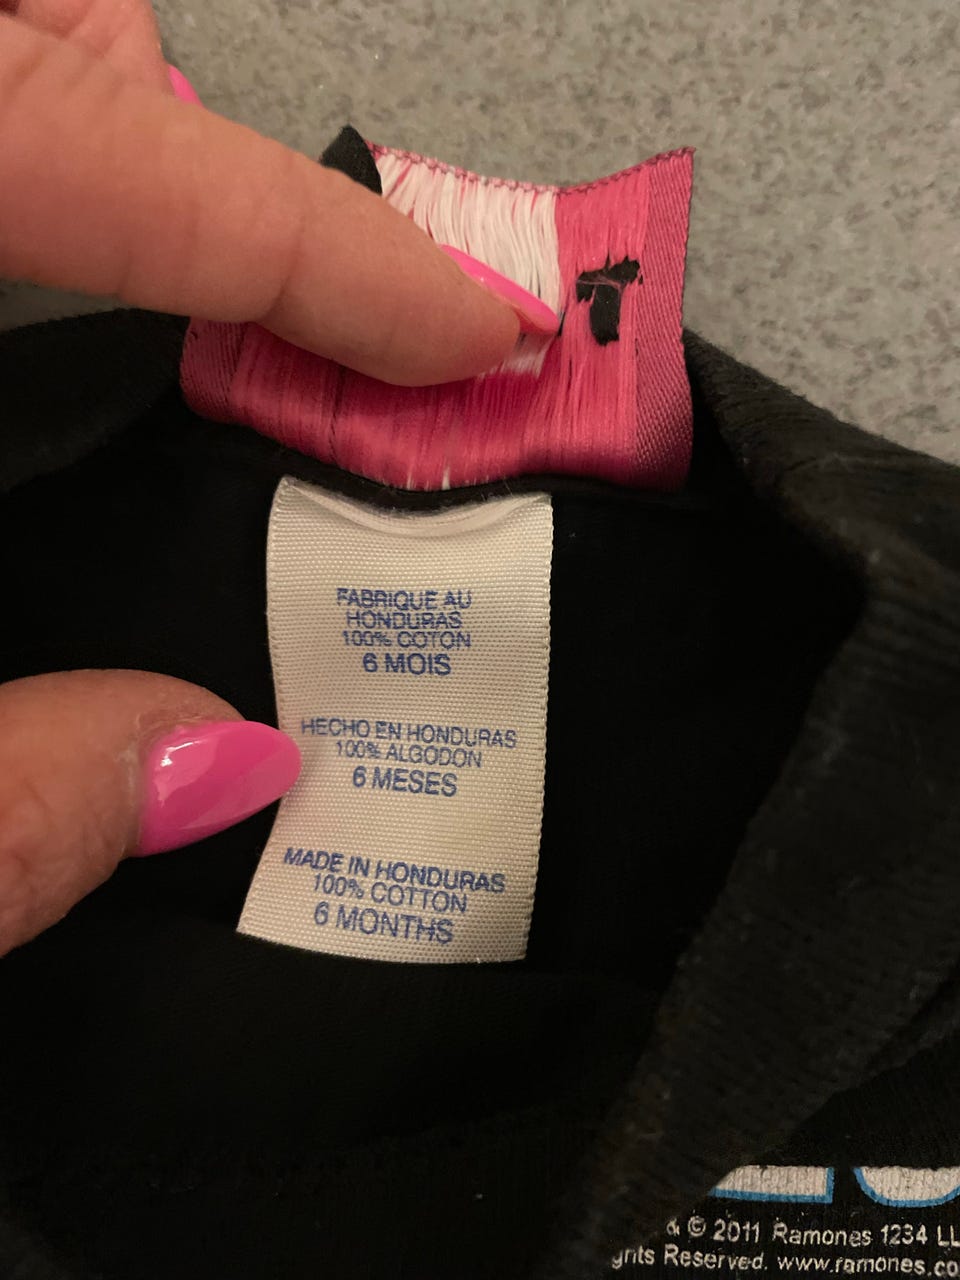 T
FABRIQUE AU
HONDURAS
100% COTON
6 MOIS
HECHO EN HONDURAS
100% ALGODON
6 MESES
MADE IN HONDURAS
100% COTTON
6 MONTHS
& © 2011 Ramones 1234 LL
ghts Reserved. www.ramones.co